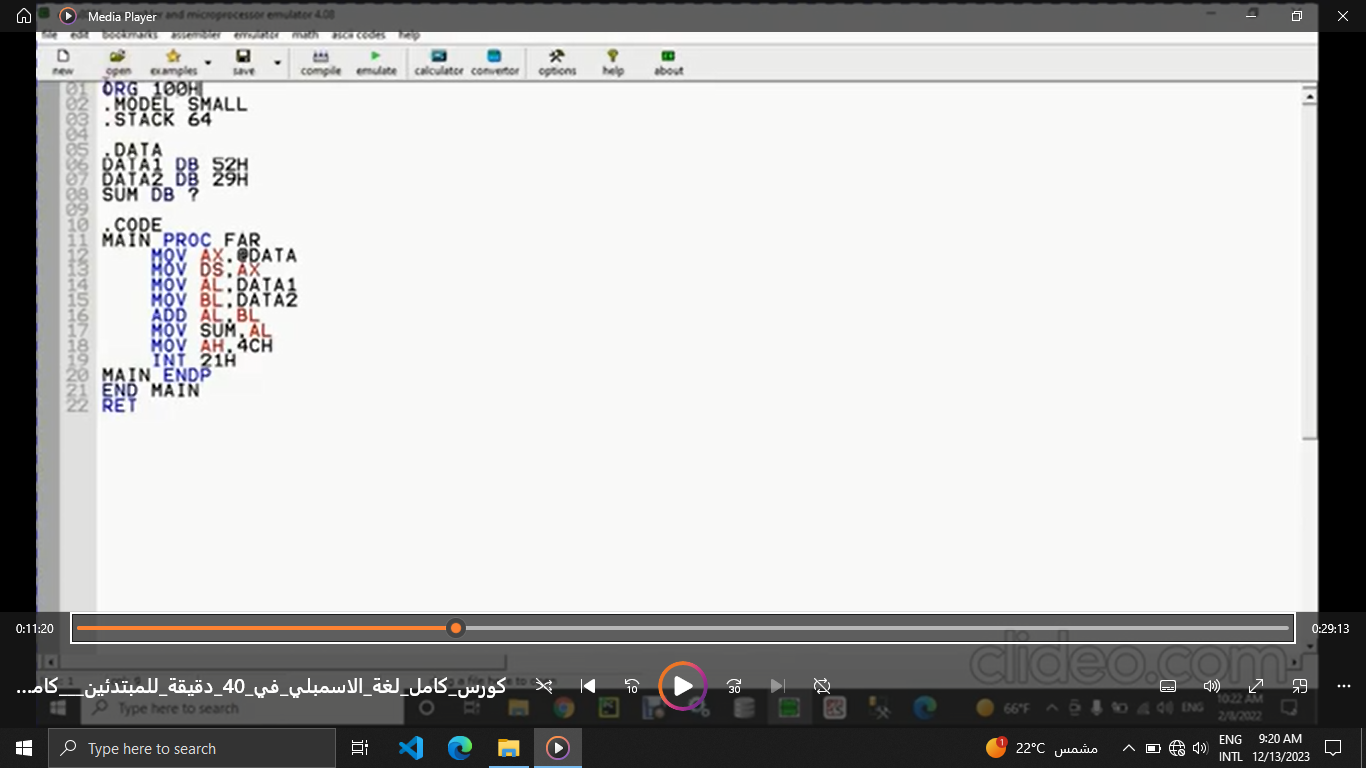 Media Player
and microprocessor emulator 4.08
file edit bookmarks assembler emulator math ascii codes help
new open examples save compile emulate calculator convertor options help about
01 ORG 100H
02 .MODEL SMALL
03 .STACK 64
04
05 .DATA
06 DATA1 DB 52H
07 DATA2 DB 29H
08 SUM DB ?
09
10 .CODE
11 MAIN PROC FAR
12 MOV AX,@DATA
13 MOV DS,AX
14 MOV AL,DATA1
15 MOV BL,DATA2
16 ADD AL,BL
17 MOV SUM,AL
18 MOV AH,4CH
19 INT 21H
20 MAIN ENDP
21 END MAIN
22 RET
0:11:20 0:29:13
clideo.com
كورس_كامل_لغة_الاسمبلي_في_40_دقيقة_للمبتدئين___كام...
10 30
Type here to search 66°F ENG 10:22 AM
2/8/2022
Type here to search 1 22°C مشمس ENG 9:20 AM
INTL 12/13/2023